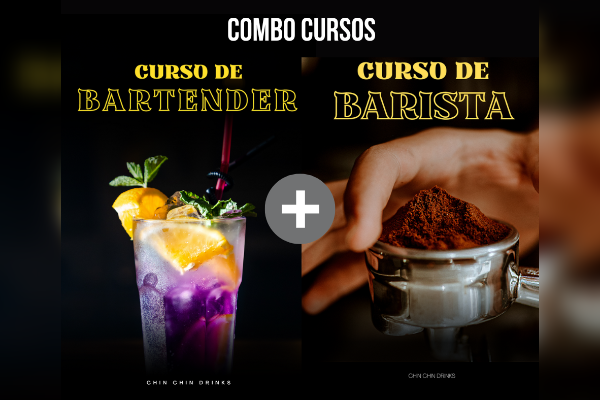 COMBO CURSOS
CURSO DE
BARTENDER
CHIN CHIN DRINKS
CURSO DE
BARISTA
CHIN CHIN DRINKS